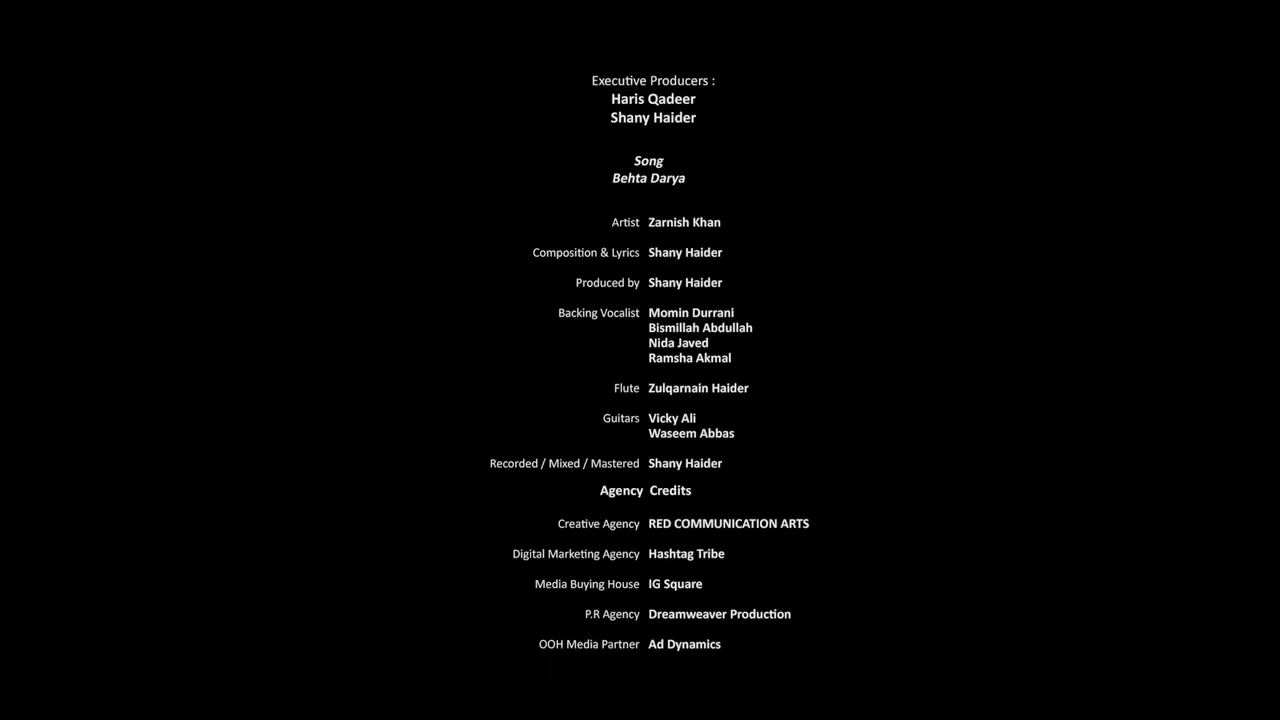 Executive Producers :
Haris Qadeer
Shany Haider
Song
Behta Darya
Artist Zarnish Khan
Composition & Lyrics Shany Haider
Produced by Shany Haider
Backing Vocalist Momin Durrani
Bismillah Abdullah
Nida Javed
Ramsha Akmal
Flute Zulqarnain Haider
Guitars Vicky Ali
Waseem Abbas
Recorded / Mixed / Mastered Shany Haider
Agency Credits
Creative Agency RED COMMUNICATION ARTS
Digital Marketing Agency Hashtag Tribe
Media Buying House IG Square
P.R Agency Dreamweaver Production
OOH Media Partner Ad Dynamics